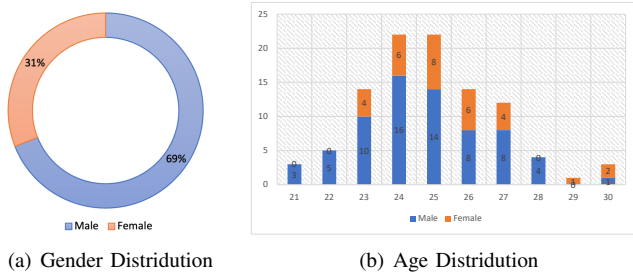 31%
69%
Male Female
(a) Gender Distridution
25
20
15
10
5
0
0 0 4 6 8 6 4 0 1 2
3 5 10 16 14 8 8 4 0 1
21 22 23 24 25 26 27 28 29 30
Male Female
(b) Age Distridution